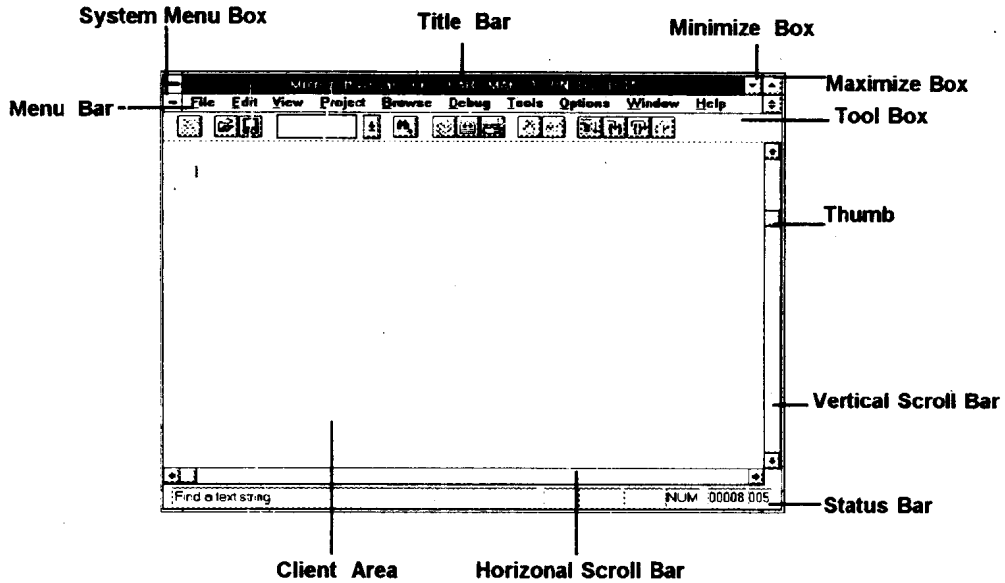 System Menu Box
Title Bar
Minimize Box
Maximize Box
Menu Bar
File Edit View Project Browse Debug Tools Options Window Help
Tool Box
Thumb
Vertical Scroll Bar
Find a text string NUM 00008 005
Status Bar
Client Area
Horizonal Scroll Bar